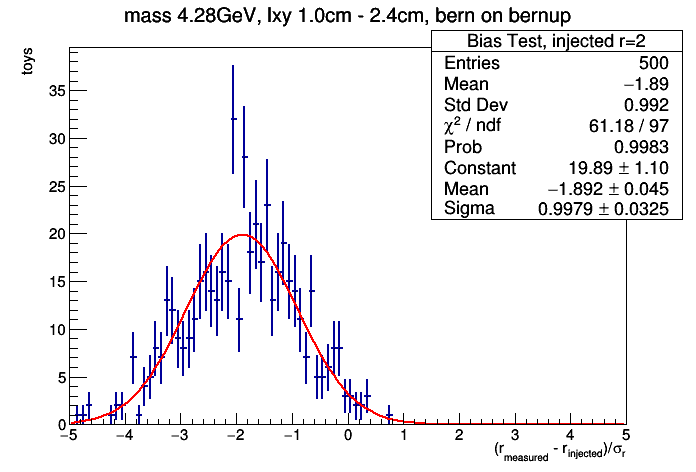 mass 4.28GeV, lxy 1.0cm - 2.4cm, bern on bernup
Bias Test, injected r=2
Entries 500
Mean −1.89
Std Dev 0.992
χ² / ndf 61.18 / 97
Prob 0.9983
Constant 19.89 ± 1.10
Mean −1.892 ± 0.045
Sigma 0.9979 ± 0.0325
toys
35
30
25
20
15
10
5
0
−5 −4 −3 −2 −1 0 1 2 3 4 5
(r_measured - r_injected)/σ_r